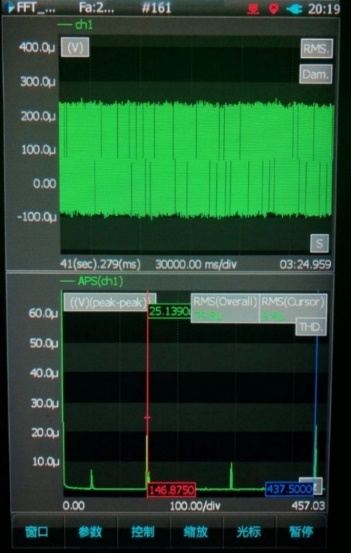 FFT_... Fa:2... #161 20:19
ch1
400.0μ (V) RMS.
300.0μ Dam.
200.0μ
100.0μ
0.00
-100.0μ
S
41(sec).279(ms) 30000.00 ms/div 03:24.959
APS(ch1)
((V)(peak-peak)) RMS(Overall) RMS(Cursor)
60.0μ 25.1390
THD.
50.0μ
40.0μ
30.0μ
20.0μ
10.0μ
146.8750 437.5000
0.00 100.00/div 457.03
窗口 参数 控制 缩放 光标 暂停